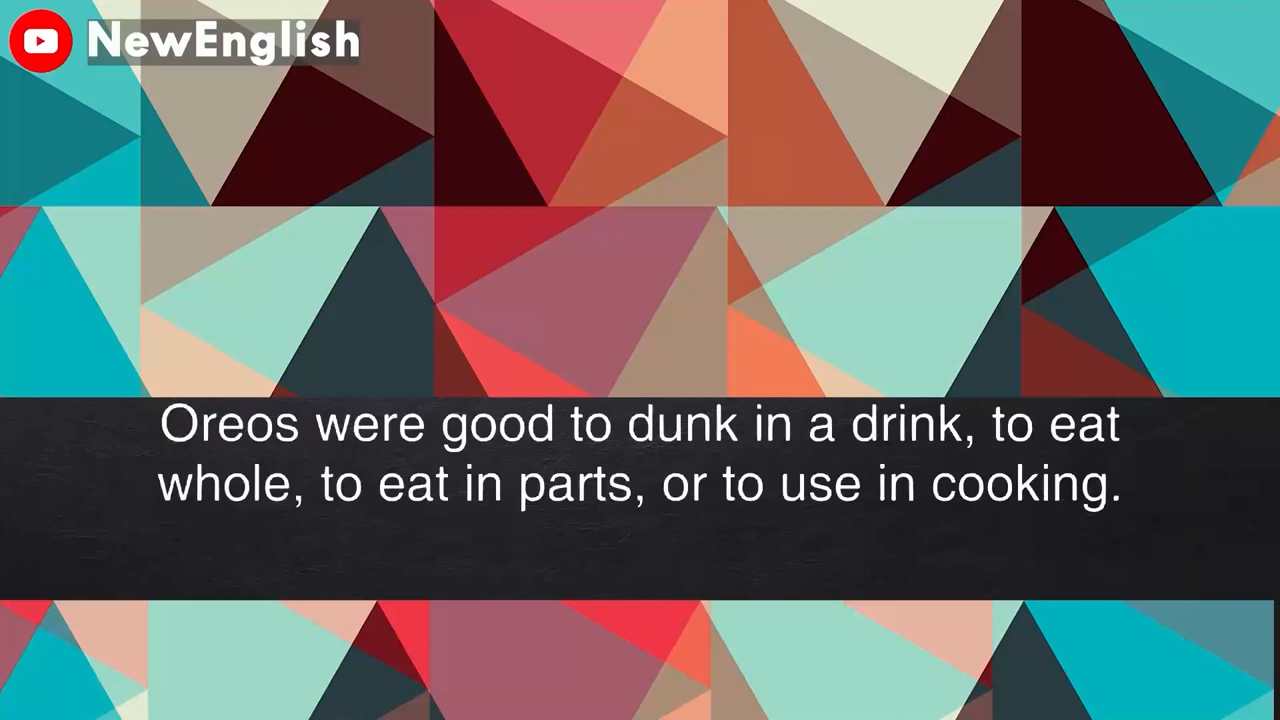 NewEnglish
Oreos were good to dunk in a drink, to eat
whole, to eat in parts, or to use in cooking.